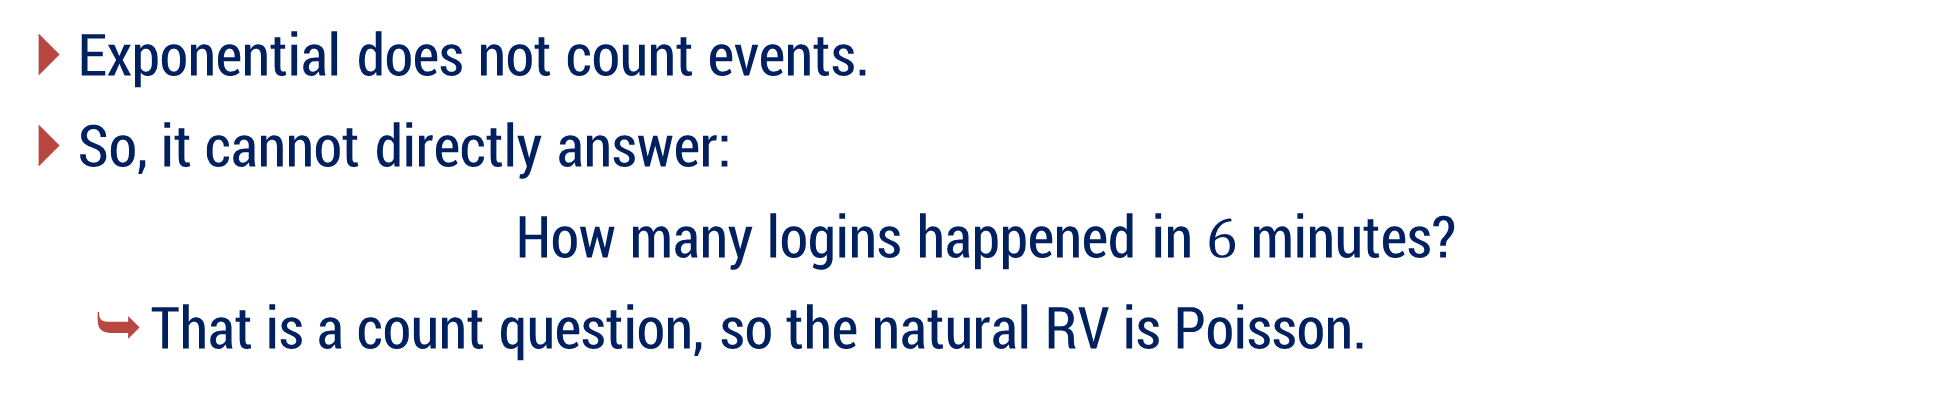 Exponential does not count events.
So, it cannot directly answer:
How many logins happened in 6 minutes?
That is a count question, so the natural RV is Poisson.